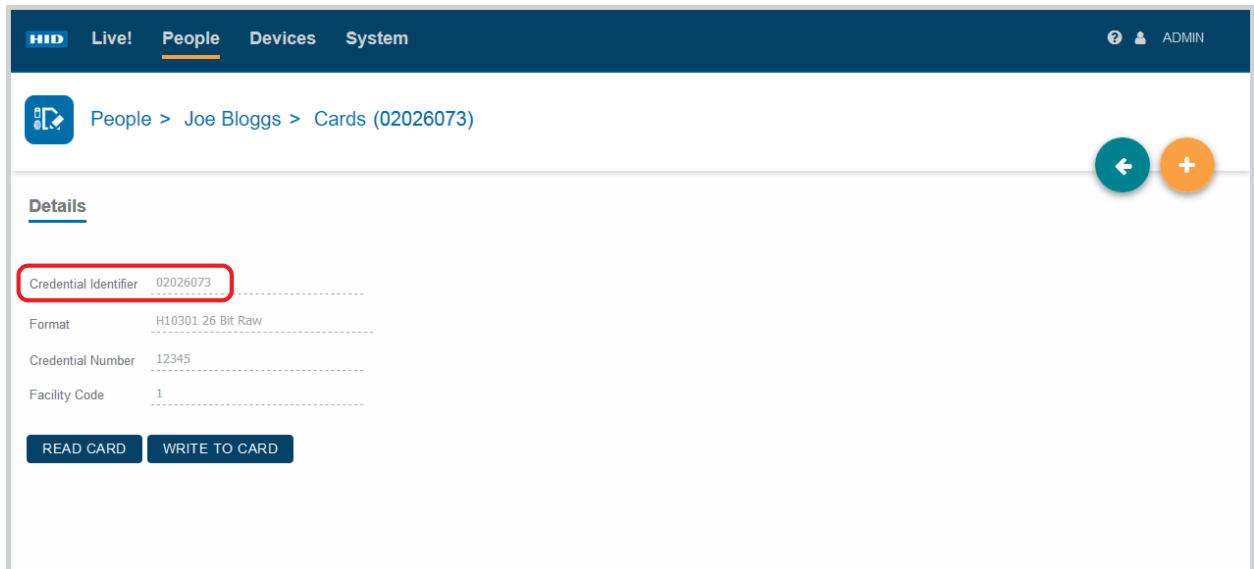 HID Live! People Devices System ADMIN
People > Joe Bloggs > Cards (02026073)
Details
Credential Identifier 02026073
Format H10301 26 Bit Raw
Credential Number 12345
Facility Code 1
READ CARD WRITE TO CARD